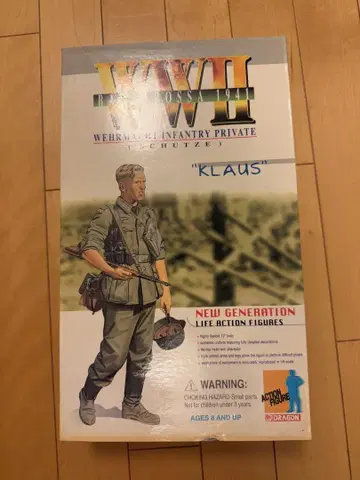 WWII
BARBAROSSA 1941
WEHRMACHT INFANTRY PRIVATE
(SCHUTZE)
"KLAUS"
NEW GENERATION
LIFE ACTION FIGURES
WARNING:
CHOKING HAZARD-Small parts
Not for children under 3 years.
AGES 8 AND UP
ACTION
FIGURE
DRAGON